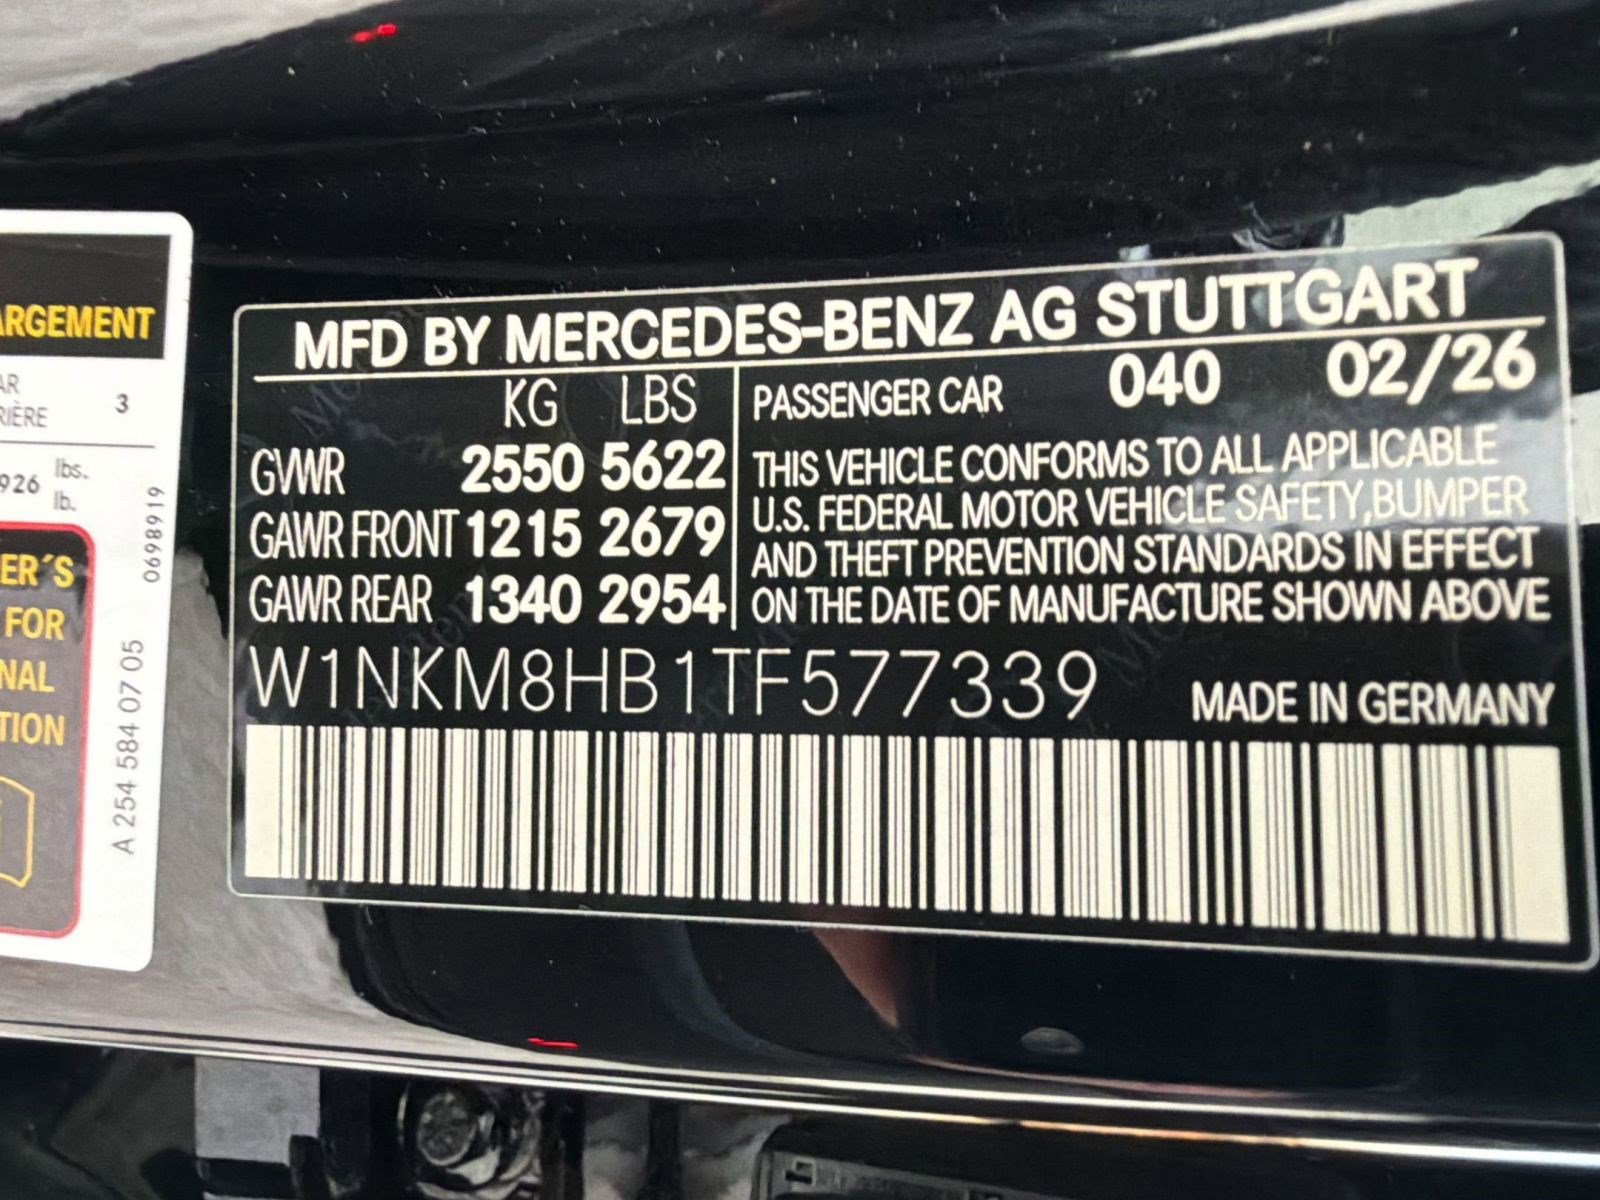 ARGEMENT
AR
RIÈRE 3
926 lbs.
lb.
ER´S
FOR
NAL
TION
0698919
A 254 584 07 05
MFD BY MERCEDES-BENZ AG STUTTGART
KG LBS
GVWR 2550 5622
GAWR FRONT 1215 2679
GAWR REAR 1340 2954
PASSENGER CAR 040 02/26
THIS VEHICLE CONFORMS TO ALL APPLICABLE
U.S. FEDERAL MOTOR VEHICLE SAFETY,BUMPER
AND THEFT PREVENTION STANDARDS IN EFFECT
ON THE DATE OF MANUFACTURE SHOWN ABOVE
W1NKM8HB1TF577339
MADE IN GERMANY